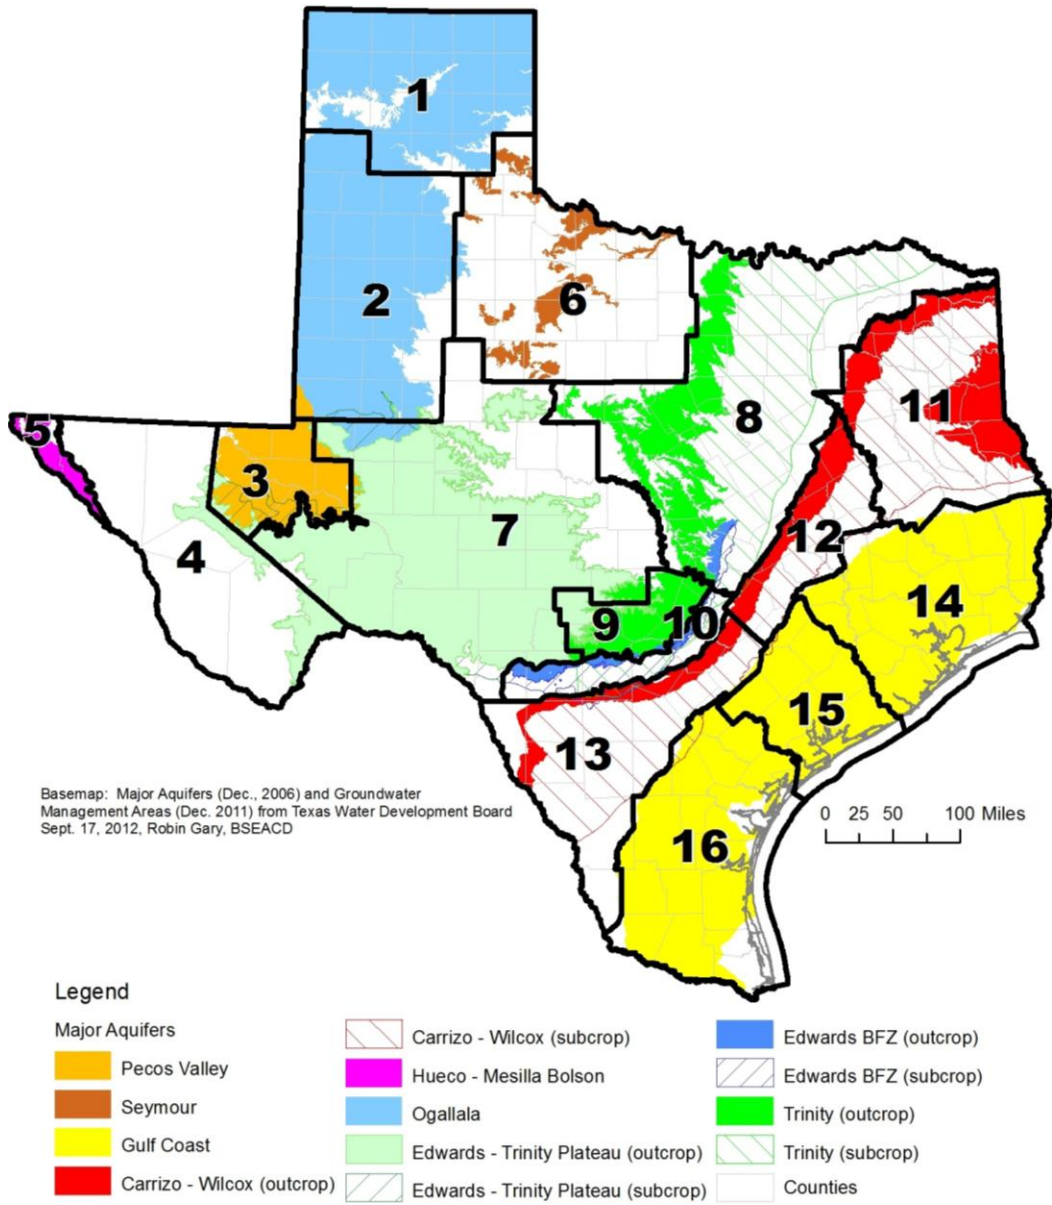 1
2
6
8
11
5
3
7
12
4
9
10
14
15
13
16
Basemap: Major Aquifers (Dec., 2006) and Groundwater
Management Areas (Dec. 2011) from Texas Water Development Board
Sept. 17, 2012, Robin Gary, BSEACD
0 25 50 100 Miles
Legend
Major Aquifers
Pecos Valley
Seymour
Gulf Coast
Carrizo - Wilcox (outcrop)
Carrizo - Wilcox (subcrop)
Hueco - Mesilla Bolson
Ogallala
Edwards - Trinity Plateau (outcrop)
Edwards - Trinity Plateau (subcrop)
Edwards BFZ (outcrop)
Edwards BFZ (subcrop)
Trinity (outcrop)
Trinity (subcrop)
Counties